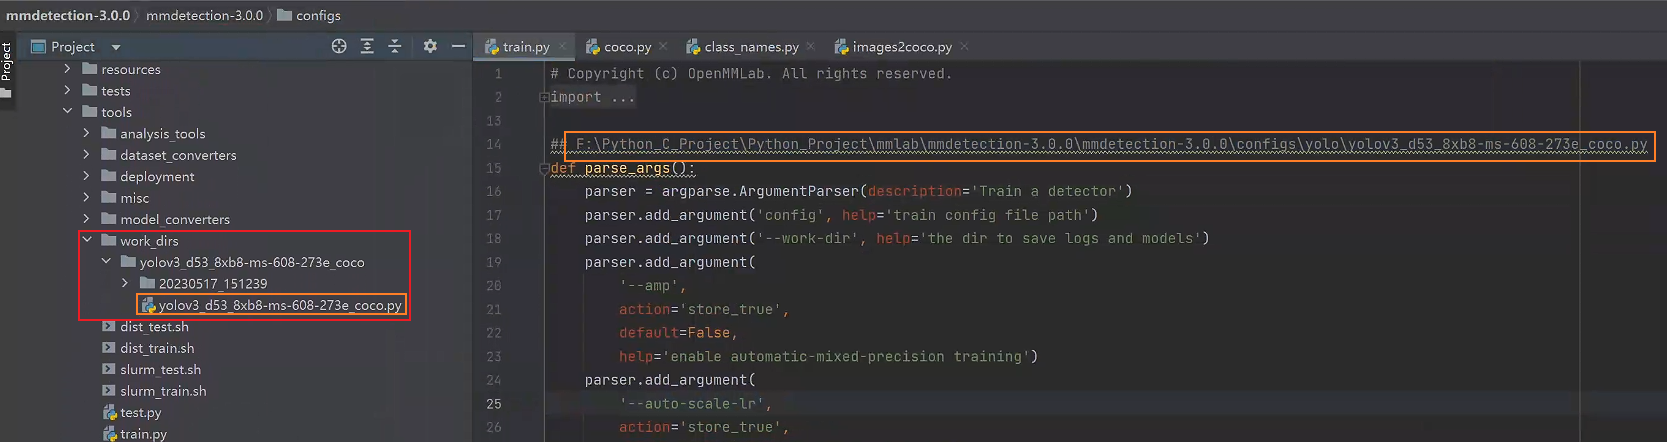 mmdetection-3.0.0 mmdetection-3.0.0 configs
Project
Project
resources
tests
tools
analysis_tools
dataset_converters
deployment
misc
model_converters
work_dirs
yolov3_d53_8xb8-ms-608-273e_coco
20230517_151239
yolov3_d53_8xb8-ms-608-273e_coco.py
dist_test.sh
dist_train.sh
slurm_test.sh
slurm_train.sh
test.py
train.py
train.py coco.py class_names.py images2coco.py
1 # Copyright (c) OpenMMLab. All rights reserved.
2 import ...
13
14 ## F:\Python_C_Project\Python_Project\mmlab\mmdetection-3.0.0\mmdetection-3.0.0\configs\yolo\yolov3_d53_8xb8-ms-608-273e_coco.py
15 def parse_args():
16 parser = argparse.ArgumentParser(description='Train a detector')
17 parser.add_argument('config', help='train config file path')
18 parser.add_argument('--work-dir', help='the dir to save logs and models')
19 parser.add_argument(
20 '--amp',
21 action='store_true',
22 default=False,
23 help='enable automatic-mixed-precision training')
24 parser.add_argument(
25 '--auto-scale-lr',
26 action='store_true',